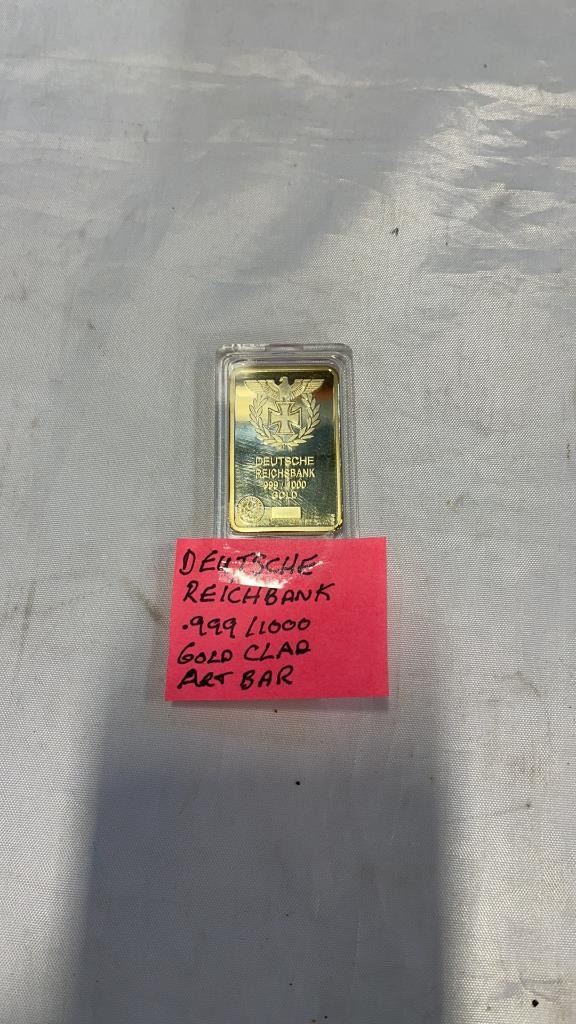 DEUTSCHE
REICHSBANK
999/1000
GOLD
DEUTSCHE
REICHBANK
.999/1000
GOLD CLAD
ART BAR